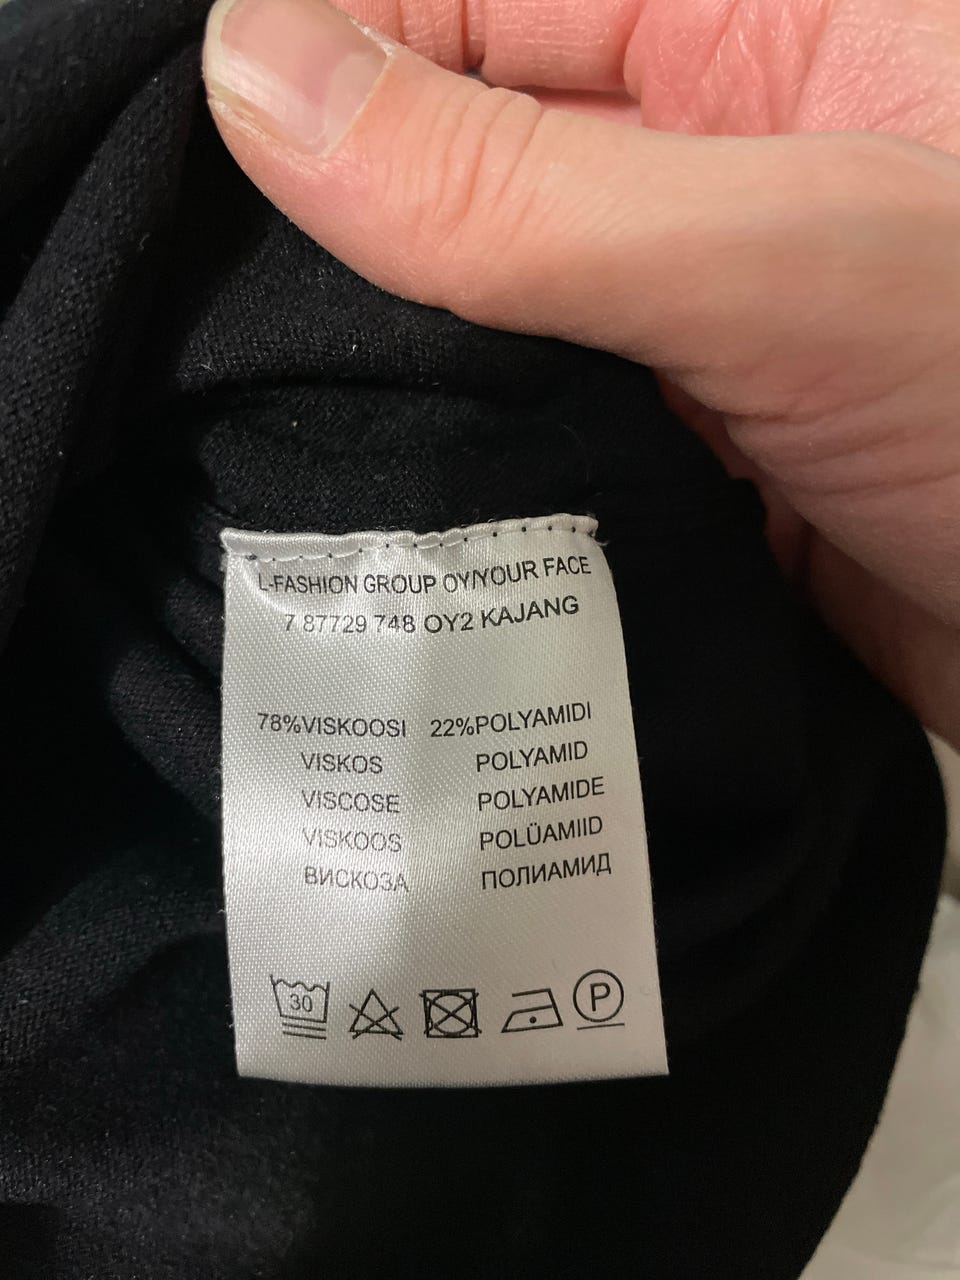 L-FASHION GROUP OY/YOUR FACE
7 87729 748 OY2 KAJANG
78%VISKOOSI 22%POLYAMIDI
VISKOS POLYAMID
VISCOSE POLYAMIDE
VISKOOS POLÜAMIID
ВИСКОЗА ПОЛИАМИД
30 P